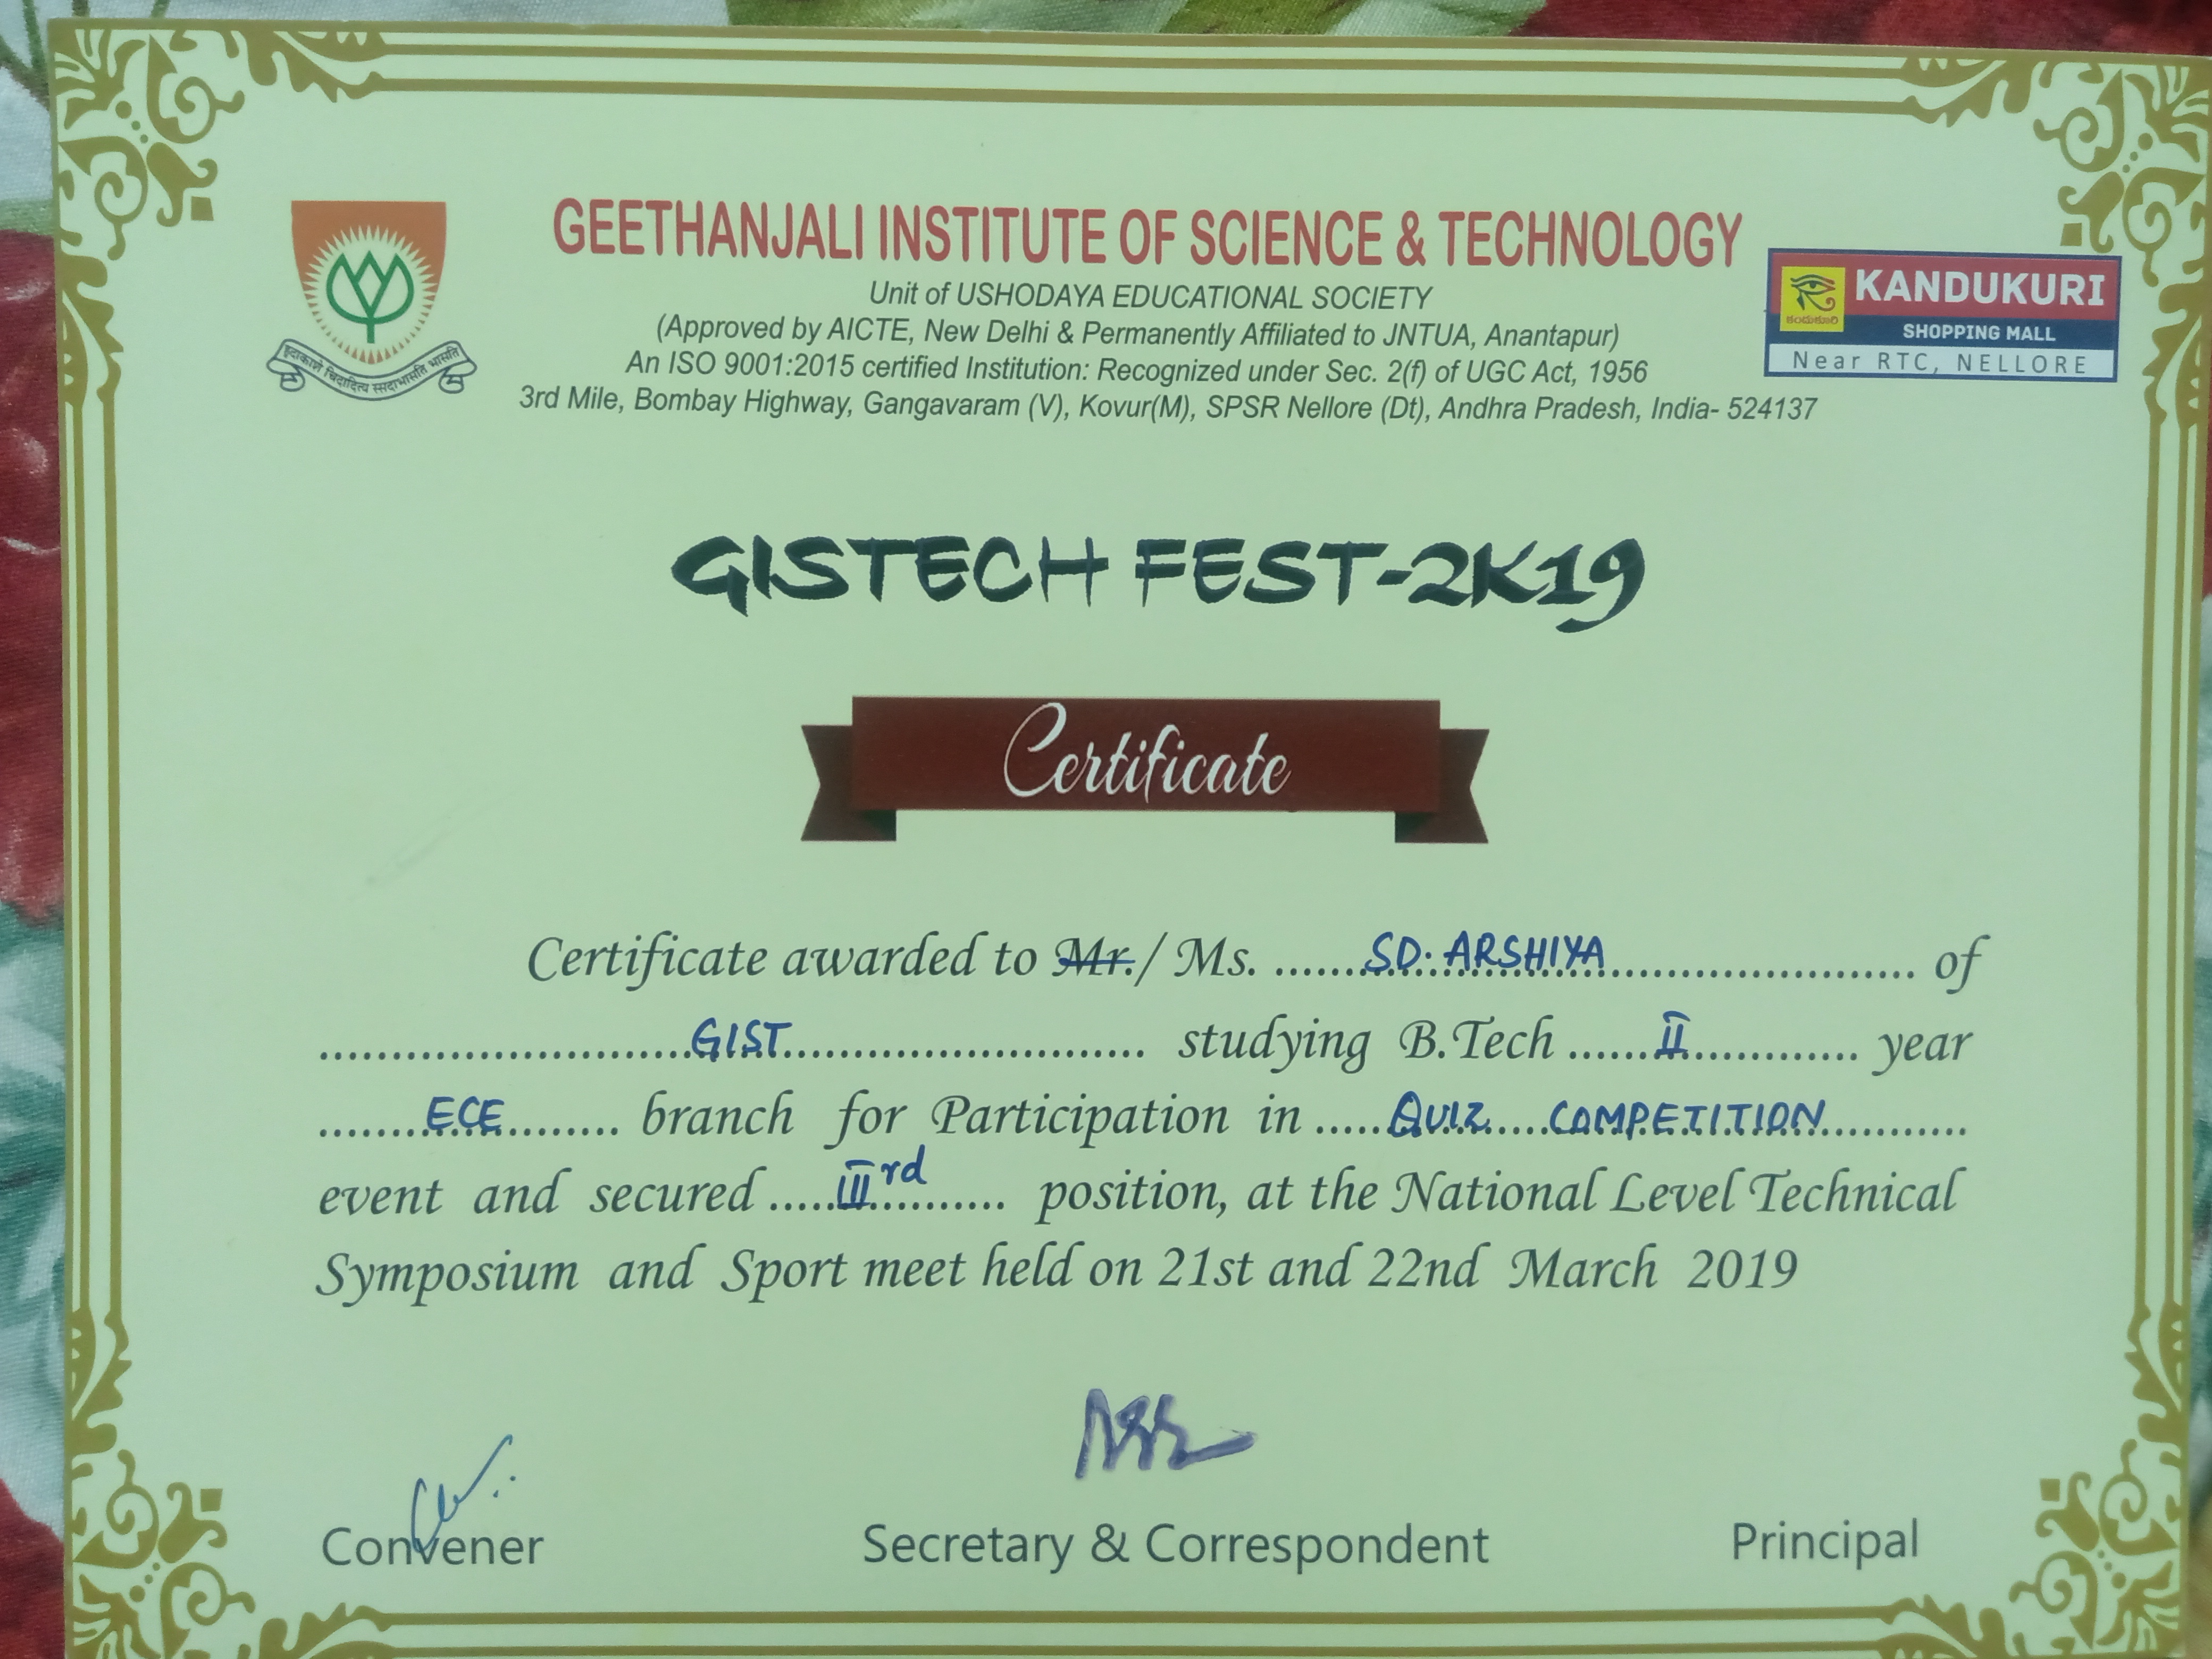 GEETHANJALI INSTITUTE OF SCIENCE & TECHNOLOGY
Unit of USHODAYA EDUCATIONAL SOCIETY
(Approved by AICTE, New Delhi & Permanently Affiliated to JNTUA, Anantapur)
An ISO 9001:2015 certified Institution: Recognized under Sec. 2(f) of UGC Act, 1956
3rd Mile, Bombay Highway, Gangavaram (V), Kovur(M), SPSR Nellore (Dt), Andhra Pradesh, India- 524137
KANDUKURI
కందుకూరి
SHOPPING MALL
Near RTC, NELLORE
GISTECH FEST-2K19
Certificate
Certificate awarded to Mr./ Ms. SD. ARSHIYA of
GIST studying B.Tech II year
ECE branch for Participation in QUIZ COMPETITION
event and secured IIIrd position, at the National Level Technical
Symposium and Sport meet held on 21st and 22nd March 2019
Convener
Secretary & Correspondent
Principal